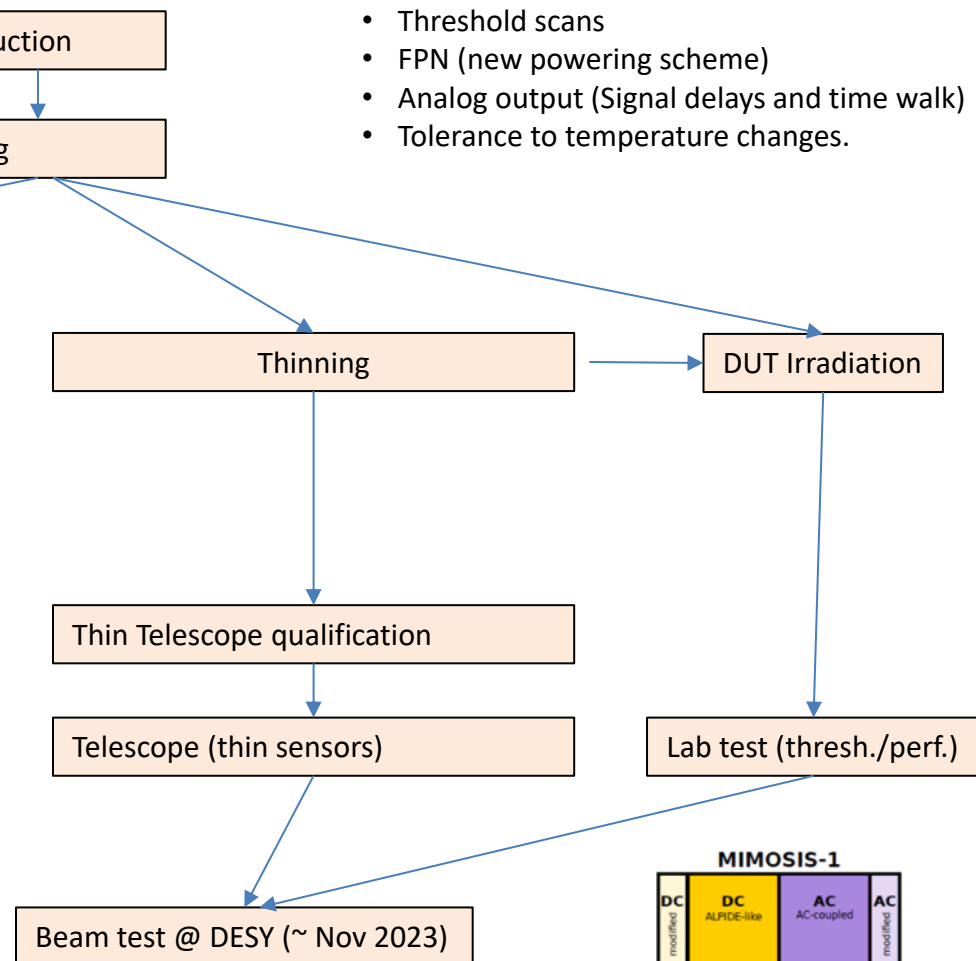 • Threshold scans
• FPN (new powering scheme)
• Analog output (Signal delays and time walk)
• Tolerance to temperature changes.
Thinning
DUT Irradiation
Thin Telescope qualification
Telescope (thin sensors)
Lab test (thresh./perf.)
Beam test @ DESY (~ Nov 2023)
MIMOSIS-1
DC
modified
DC
ALPIDE-like
AC
AC-coupled
AC
modified